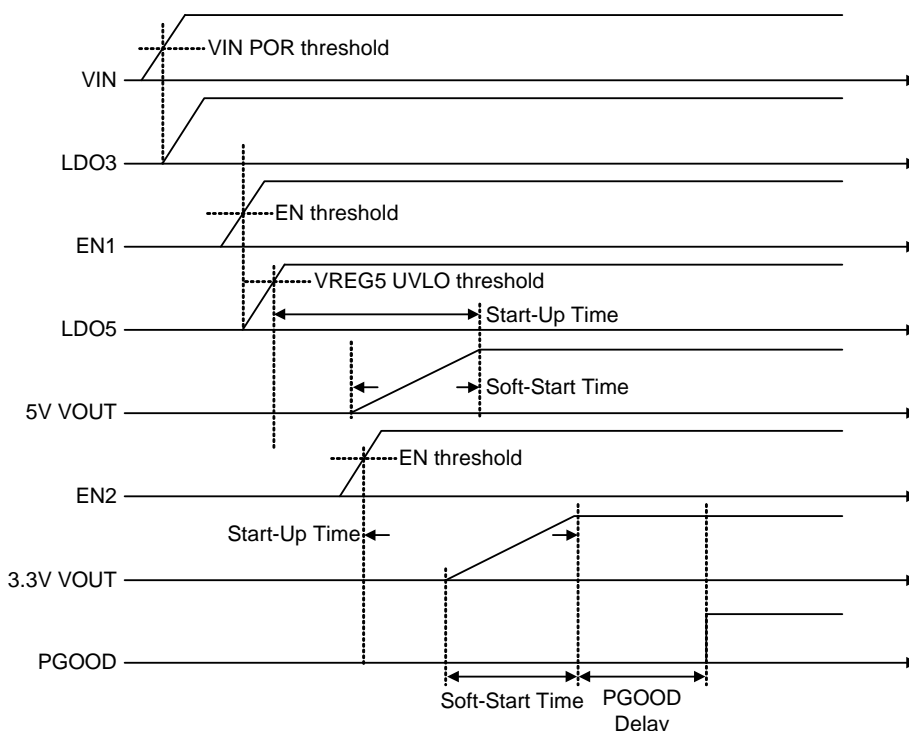 VIN POR threshold
VIN
LDO3
EN threshold
EN1
VREG5 UVLO threshold
Start-Up Time
LDO5
Soft-Start Time
5V VOUT
EN threshold
EN2
Start-Up Time
3.3V VOUT
PGOOD
Soft-Start Time
PGOOD
Delay